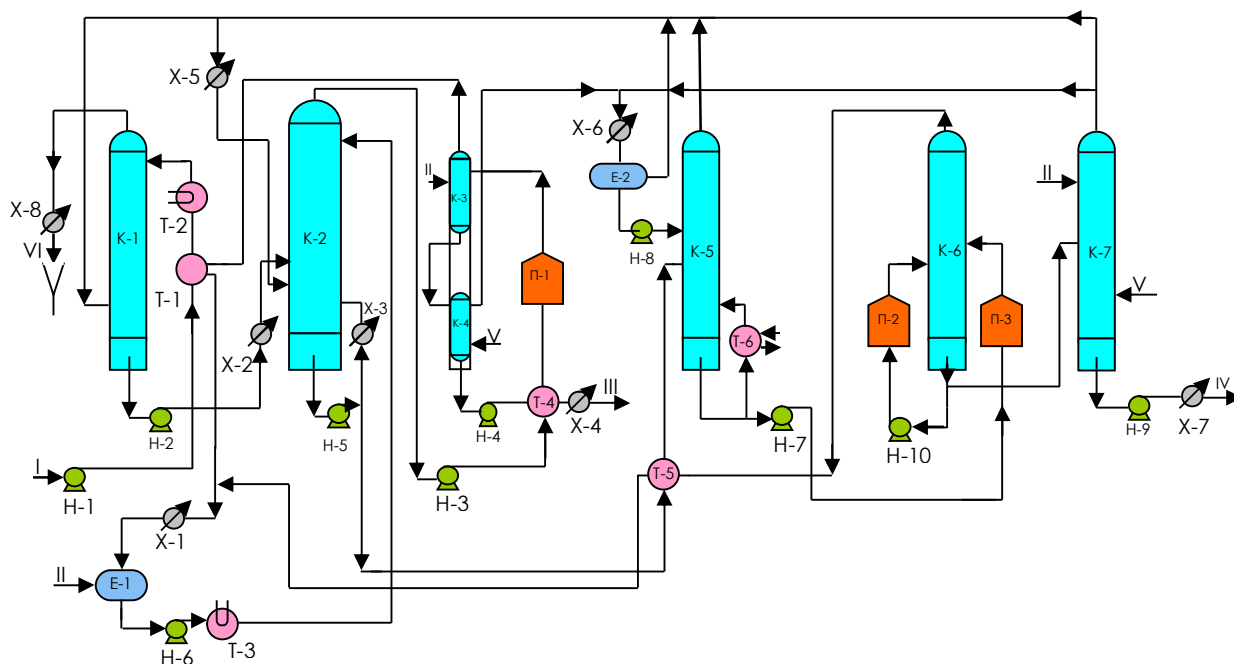 Х-5
Х-6
Х-8
VI
К-1
Т-2
Т-1
К-2
Х-3
Х-2
II
К-3
К-4
V
П-1
Е-2
Н-8
К-5
Т-6
К-6
П-2
П-3
II
К-7
V
Н-2
Н-5
Н-4
Т-4
III
Х-4
Н-7
Н-10
Н-9
IV
Х-7
I
Н-1
Н-3
Т-5
Х-1
II
Е-1
Н-6
Т-3